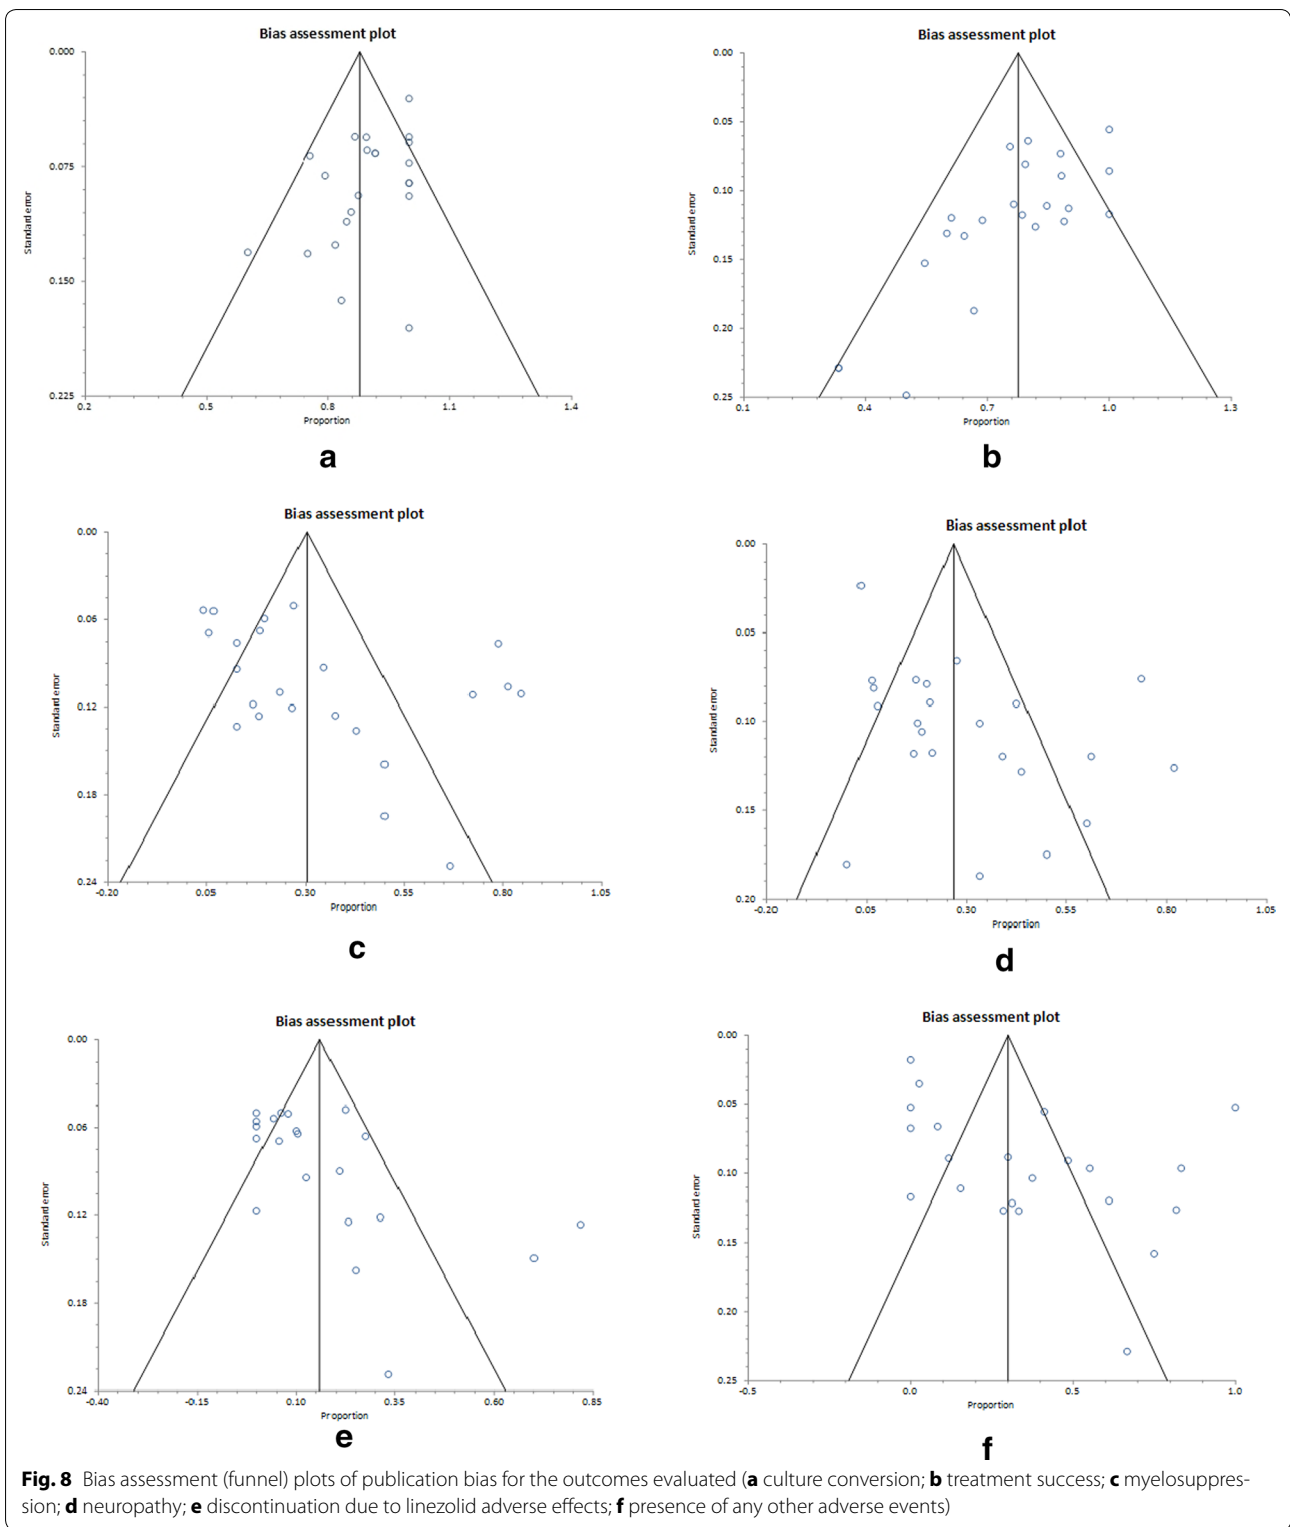 Bias assessment plot
0.000
0.075
0.150
0.225
Standard error
0.2
0.5
0.8
1.1
1.4
Proportion
a
Bias assessment plot
0.00
0.05
0.10
0.15
0.20
0.25
Standard error
0.1
0.4
0.7
1.0
1.3
Proportion
b
Bias assessment plot
0.00
0.06
0.12
0.18
0.24
Standard error
-0.20
0.05
0.30
0.55
0.80
1.05
Proportion
c
Bias assessment plot
0.00
0.05
0.10
0.15
0.20
Standard error
-0.20
0.05
0.30
0.55
0.80
1.05
Proportion
d
Bias assessment plot
0.00
0.06
0.12
0.18
0.24
Standard error
-0.40
-0.15
0.10
0.35
0.60
0.85
Proportion
e
Bias assessment plot
0.00
0.05
0.10
0.15
0.20
0.25
Standard error
-0.5
0.0
0.5
1.0
Proportion
f
Fig. 8 Bias assessment (funnel) plots of publication bias for the outcomes evaluated (a culture conversion; b treatment success; c myelosuppres-
sion; d neuropathy; e discontinuation due to linezolid adverse effects; f presence of any other adverse events)